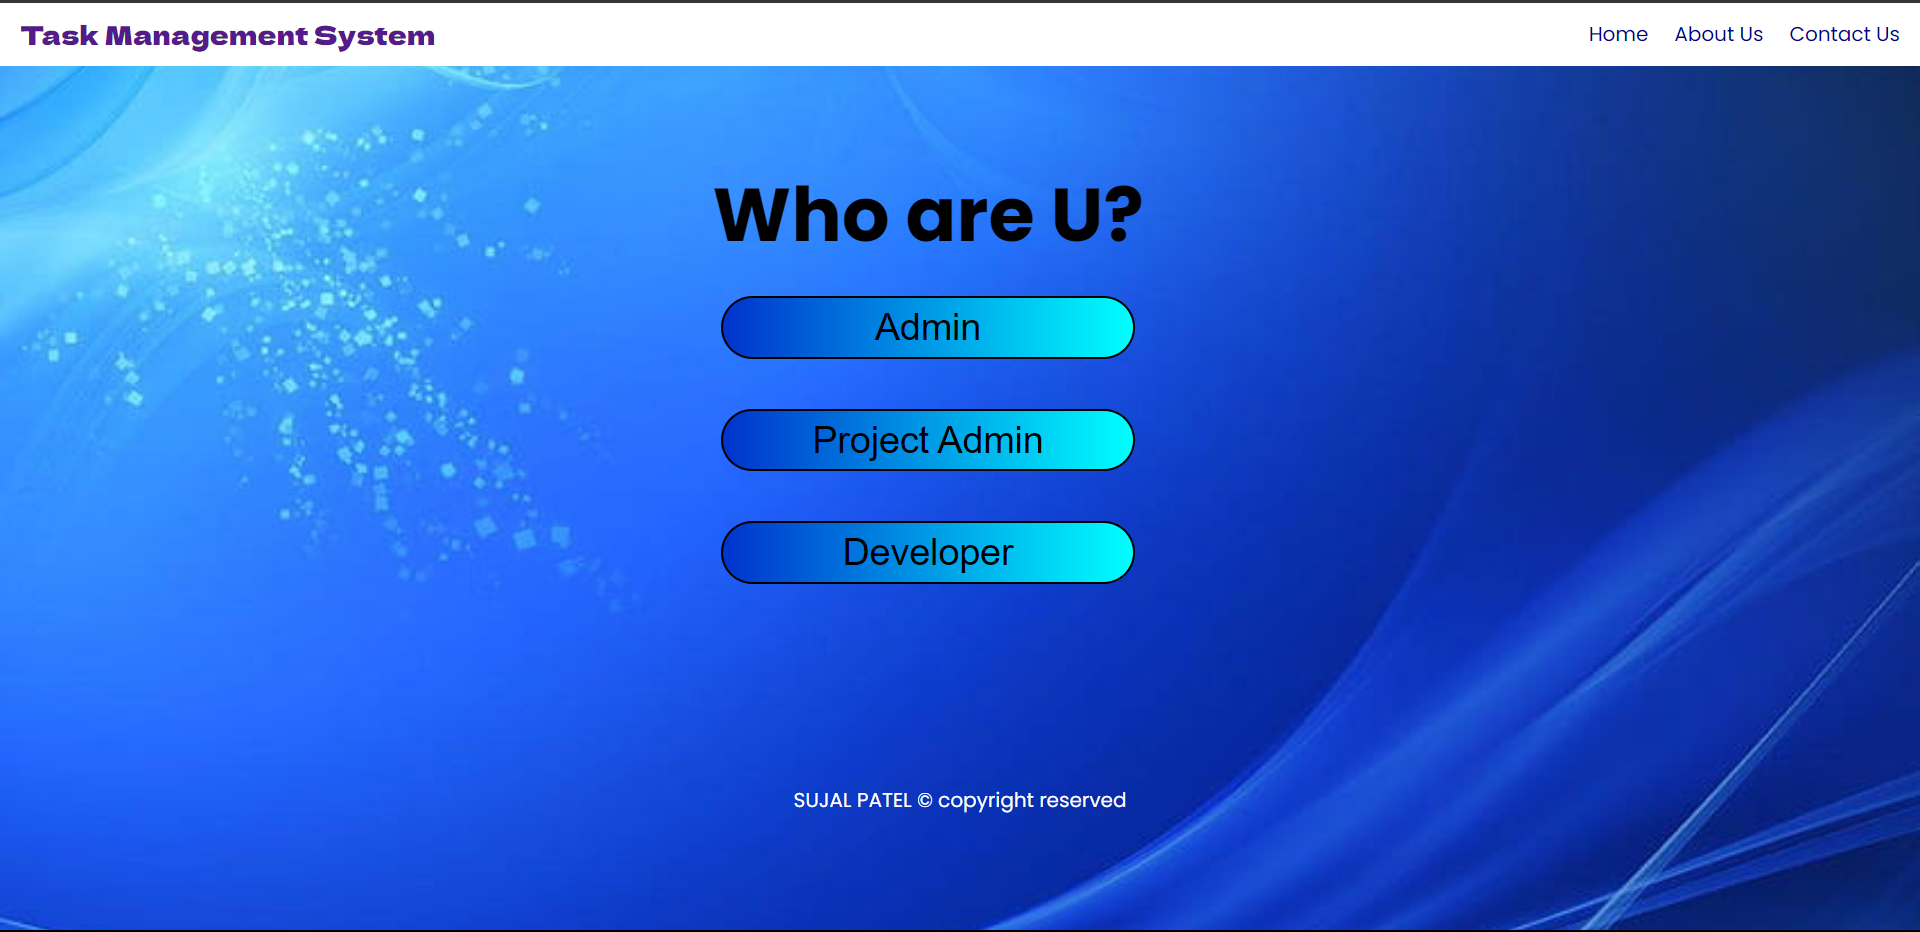 Task Management System
Home About Us Contact Us
Who are U?
Admin
Project Admin
Developer
SUJAL PATEL © copyright reserved